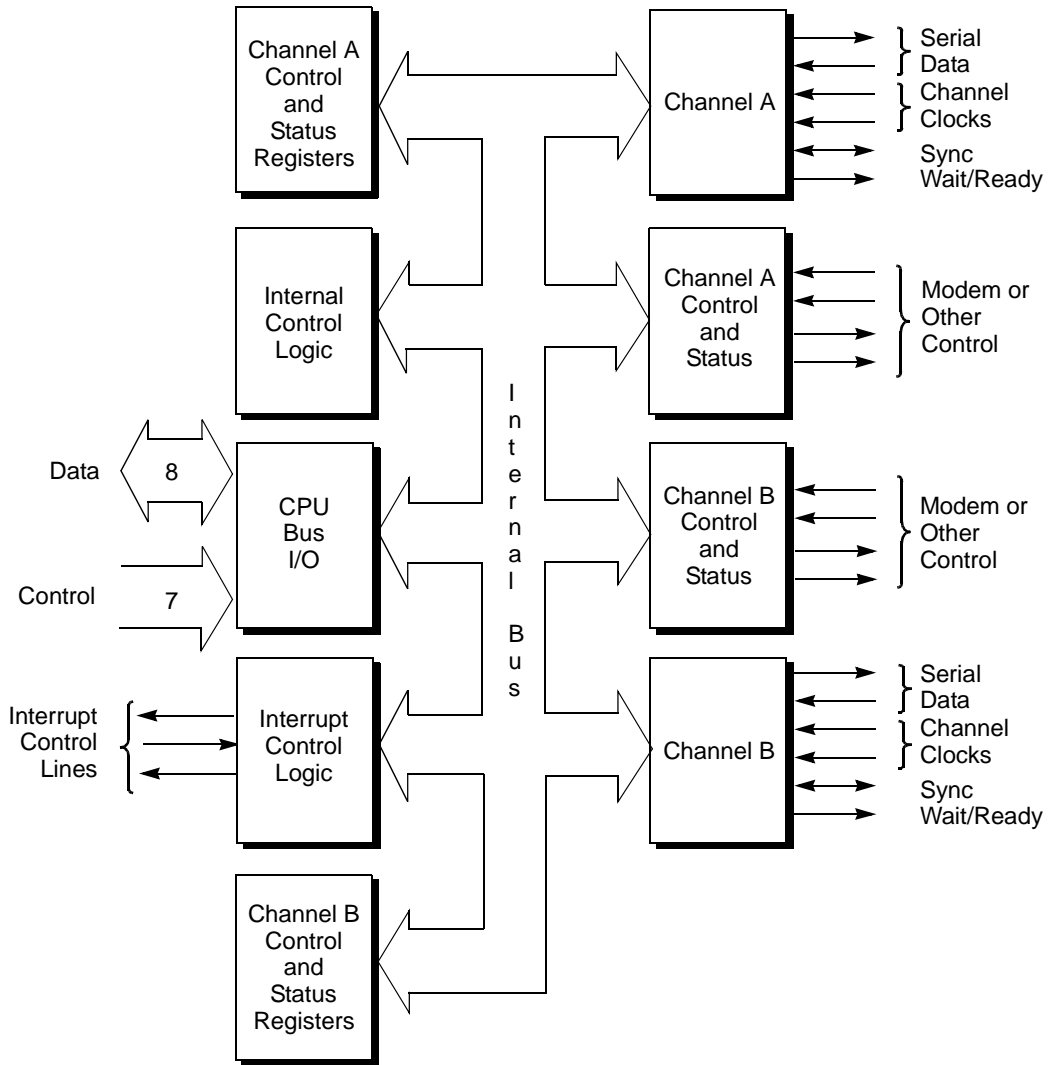 Channel A
Control
and
Status
Registers
Channel A
Serial
Data
Channel
Clocks
Sync
Wait/Ready
Internal
Control
Logic
Channel A
Control
and
Status
Modem or
Other
Control
Internal Bus
Data
8
Control
7
CPU
Bus
I/O
Channel B
Control
and
Status
Modem or
Other
Control
Interrupt
Control
Lines
Interrupt
Control
Logic
Channel B
Serial
Data
Channel
Clocks
Sync
Wait/Ready
Channel B
Control
and
Status
Registers